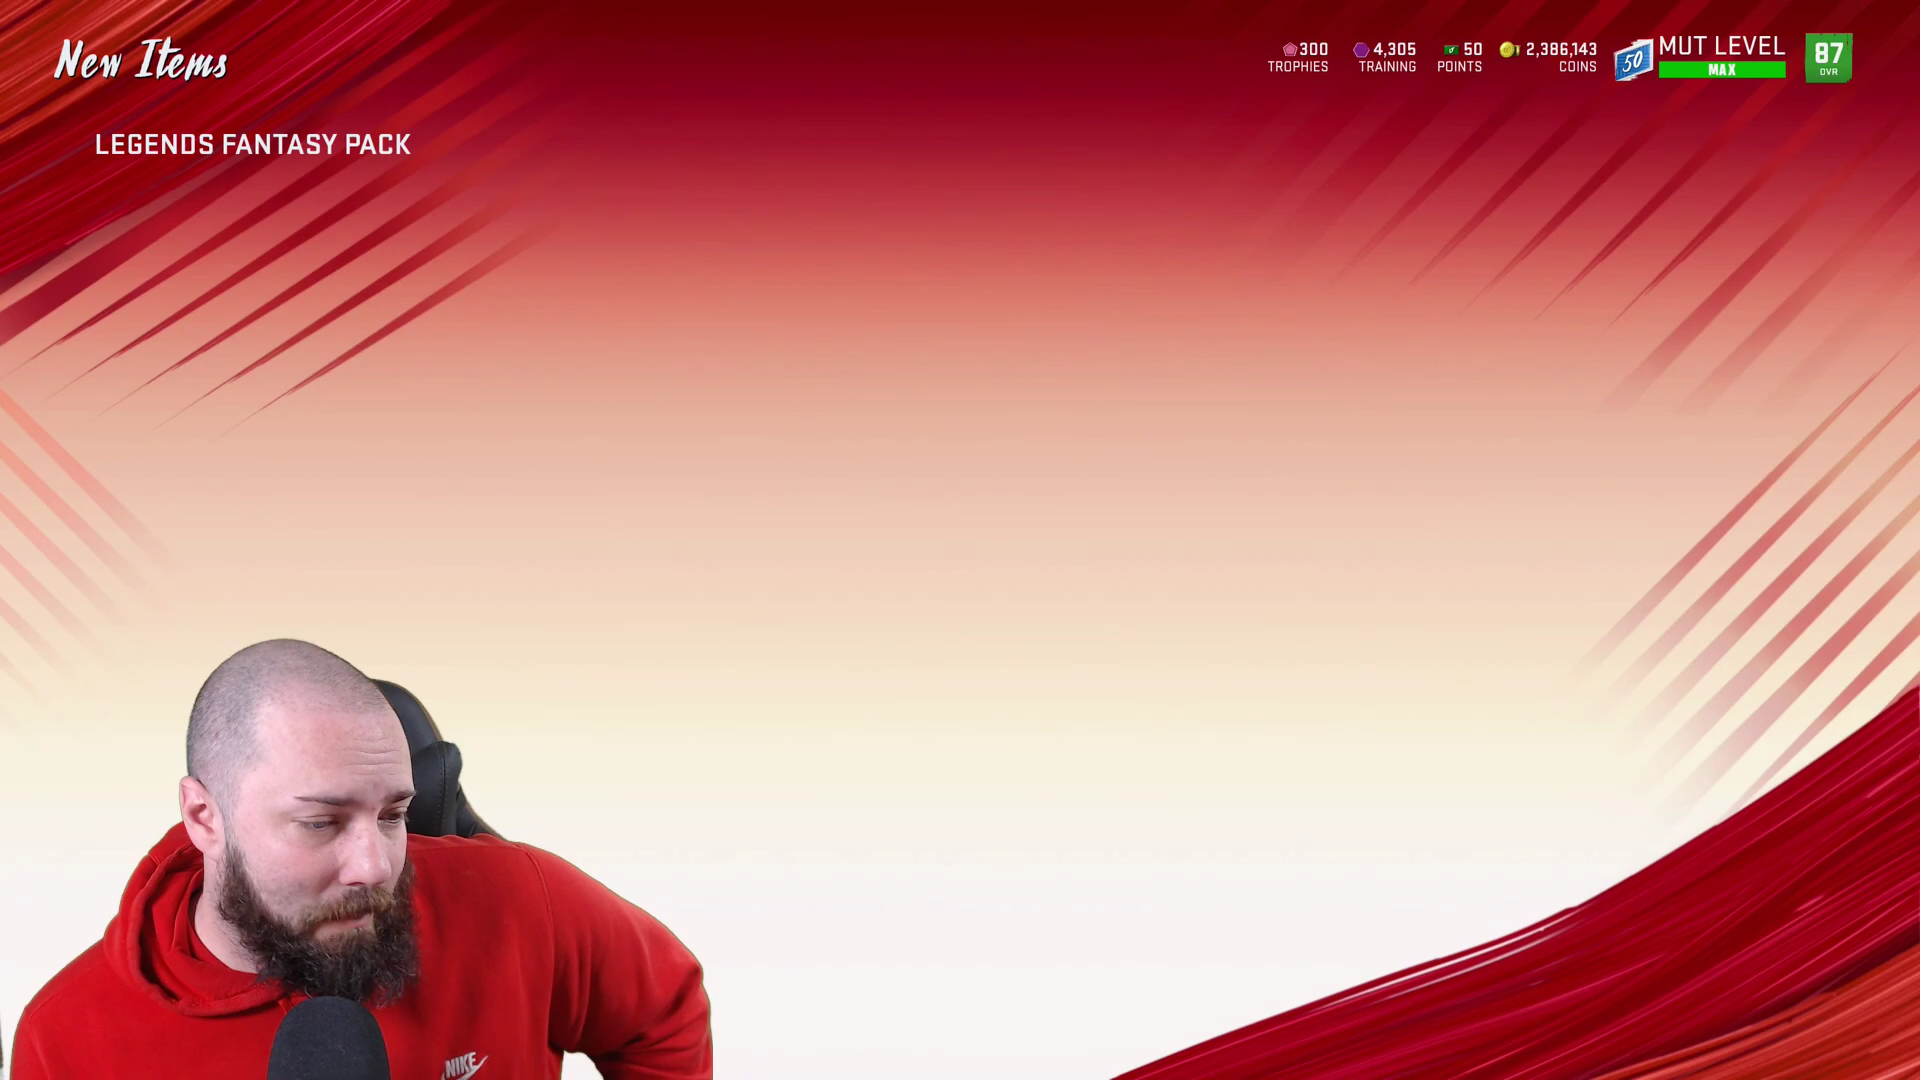 New Items
300
TROPHIES
4,305
TRAINING
50
POINTS
2,386,143
COINS
50
MUT LEVEL
MAX
87
OVR
LEGENDS FANTASY PACK
NIKE